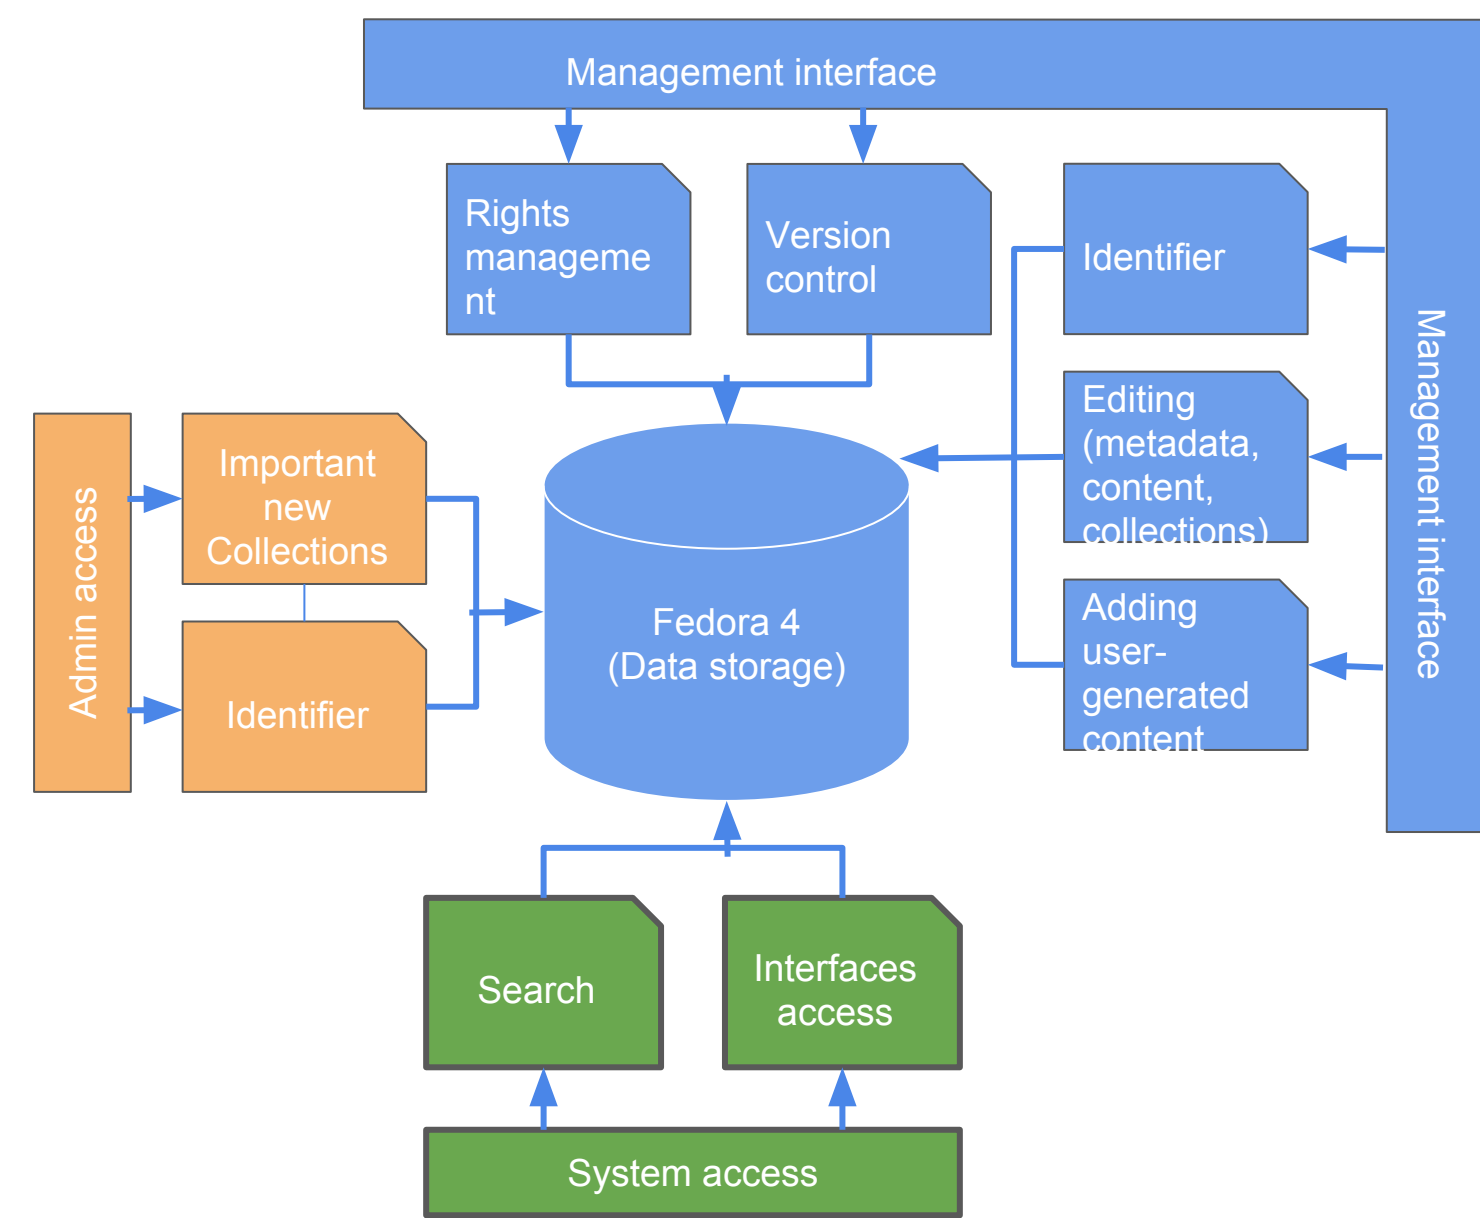 Management interface
Rights
manageme
nt
Version
control
Identifier
Management interface
Editing
(metadata,
content,
collections)
Adding
user-
generated
content
Admin access
Important
new
Collections
Identifier
Fedora 4
(Data storage)
Search
Interfaces
access
System access